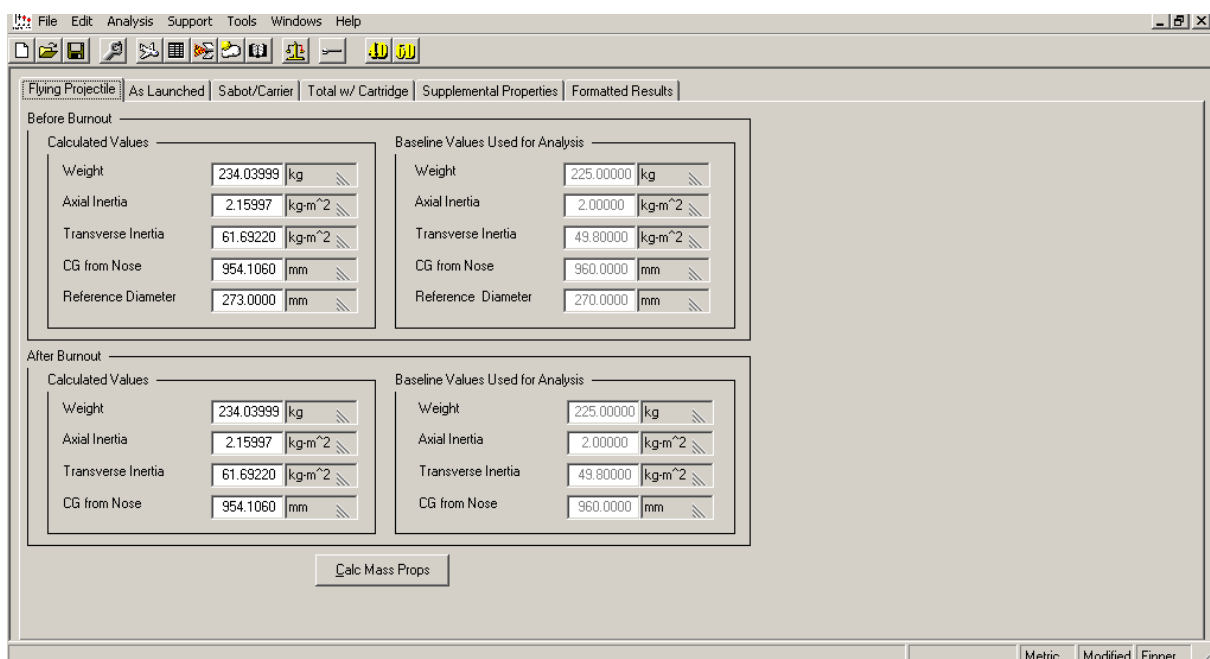 File Edit Analysis Support Tools Windows Help
Flying Projectile As Launched Sabot/Carrier Total w/ Cartridge Supplemental Properties Formatted Results
Before Burnout
Calculated Values Baseline Values Used for Analysis
Weight 234.03999 kg Weight 225.00000 kg
Axial Inertia 2.15997 kg-m^2 Axial Inertia 2.00000 kg-m^2
Transverse Inertia 61.69220 kg-m^2 Transverse Inertia 49.80000 kg-m^2
CG from Nose 954.1060 mm CG from Nose 960.0000 mm
Reference Diameter 273.0000 mm Reference Diameter 270.0000 mm
After Burnout
Calculated Values Baseline Values Used for Analysis
Weight 234.03999 kg Weight 225.00000 kg
Axial Inertia 2.15997 kg-m^2 Axial Inertia 2.00000 kg-m^2
Transverse Inertia 61.69220 kg-m^2 Transverse Inertia 49.80000 kg-m^2
CG from Nose 954.1060 mm CG from Nose 960.0000 mm
Calc Mass Props
Metric Modified Finner